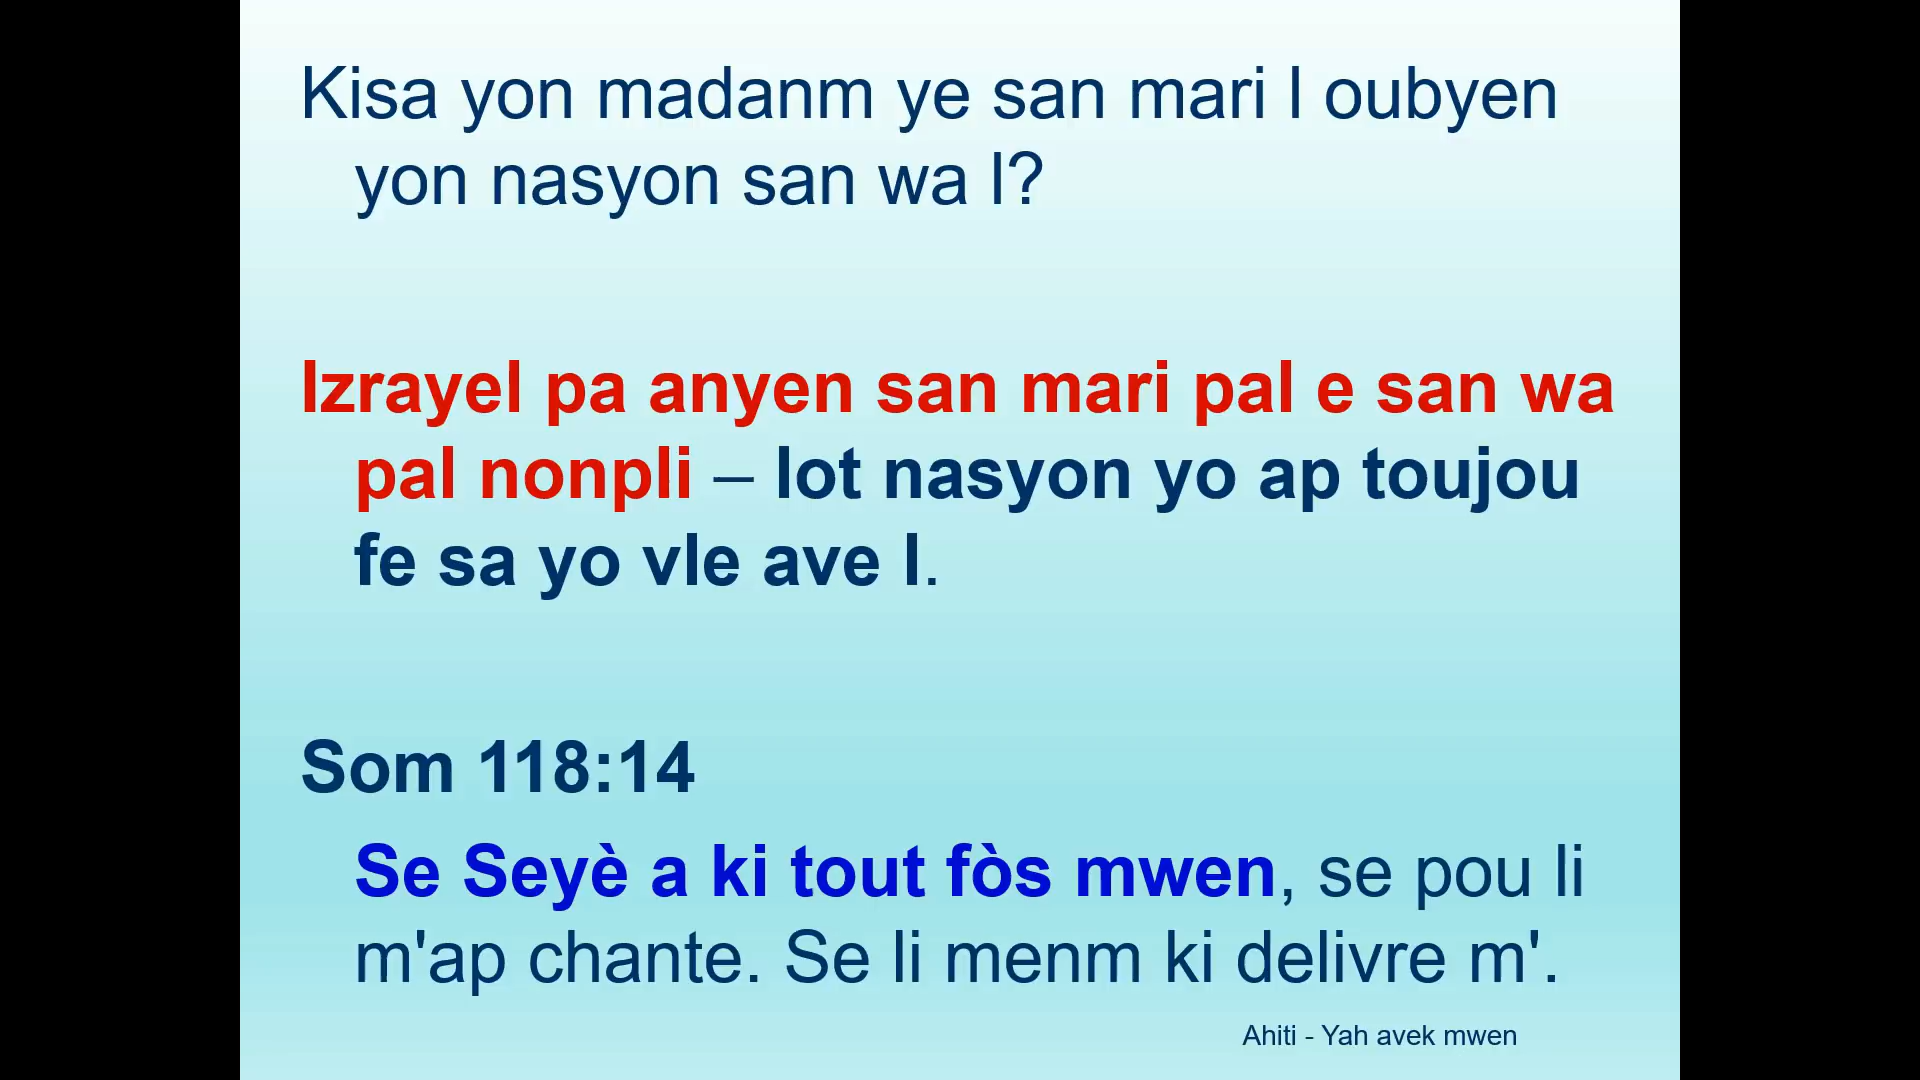 Kisa yon madanm ye san mari l oubyen
yon nasyon san wa l?
Izrayel pa anyen san mari pal e san wa
pal nonpli – lot nasyon yo ap toujou
fe sa yo vle ave l.
Som 118:14
Se Seyè a ki tout fòs mwen, se pou li
m'ap chante. Se li menm ki delivre m'.
Ahiti - Yah avek mwen